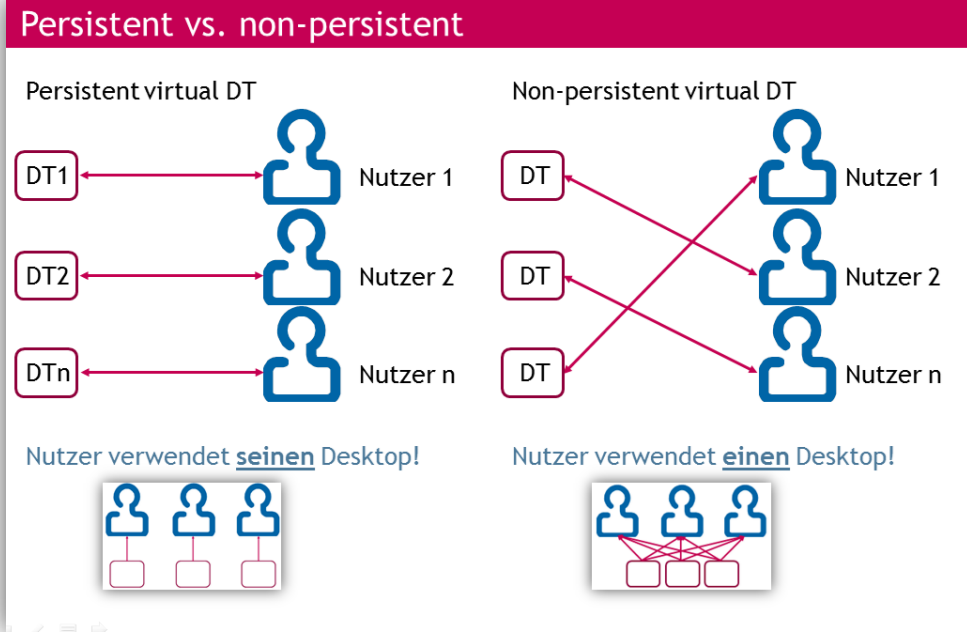 Persistent vs. non-persistent
Persistent virtual DT
DT1
Nutzer 1
DT2
Nutzer 2
DTn
Nutzer n
Nutzer verwendet seinen Desktop!
Non-persistent virtual DT
DT
Nutzer 1
DT
Nutzer 2
DT
Nutzer n
Nutzer verwendet einen Desktop!